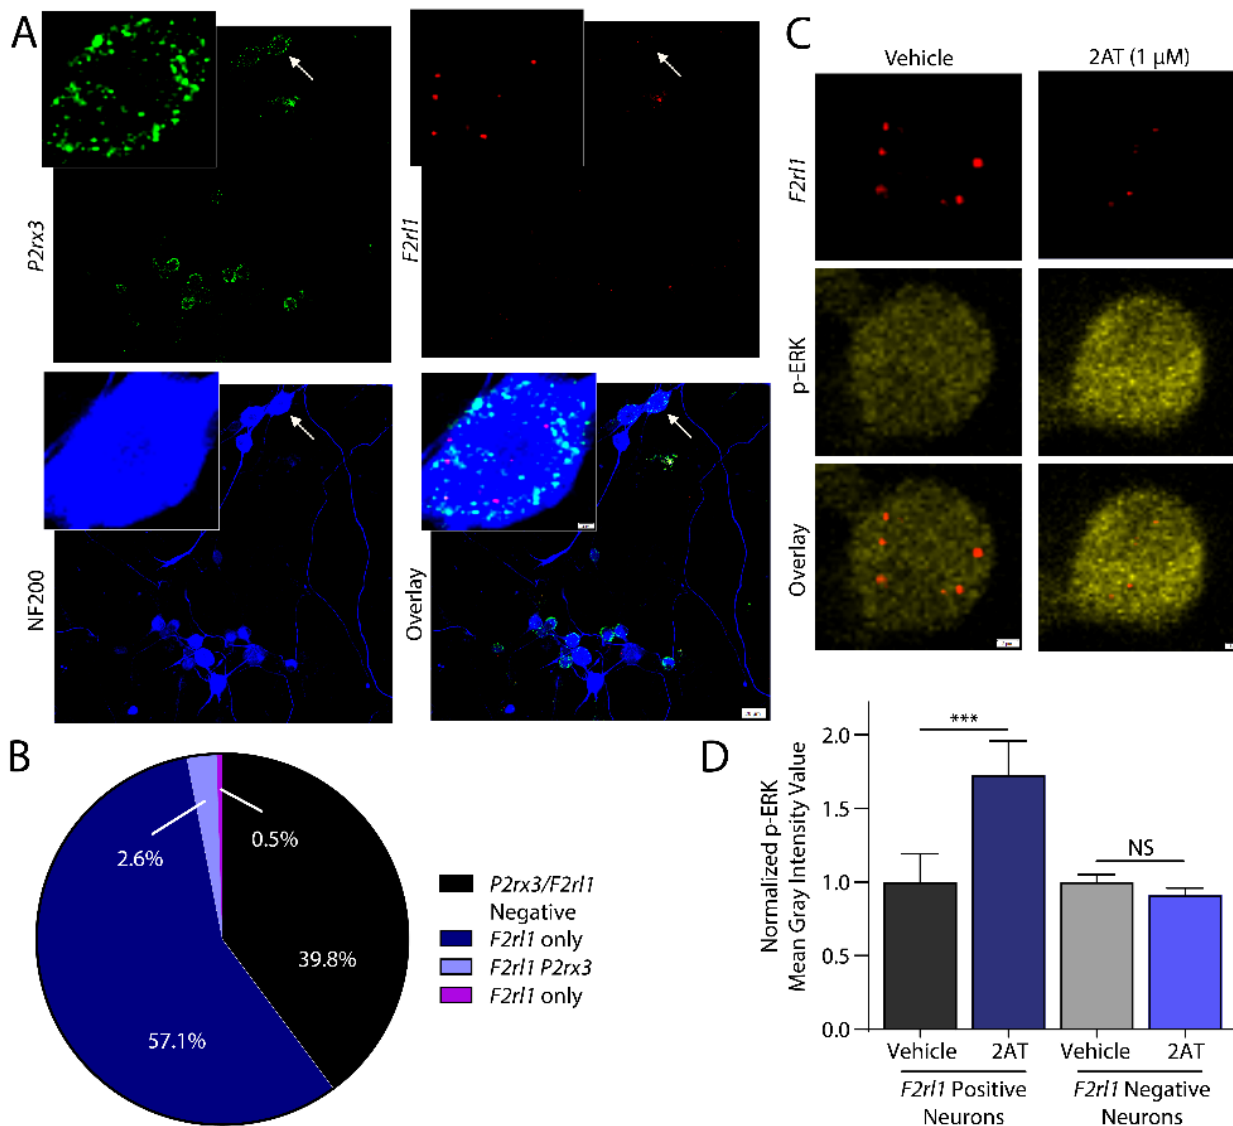 A
P2rx3
F2rl1
NF200
Overlay
C
Vehicle
2AT (1 µM)
F2rl1
p-ERK
Overlay
B
2.6%
0.5%
39.8%
57.1%
P2rx3/F2rl1
Negative
F2rl1 only
F2rl1 P2rx3
F2rl1 only
D
Normalized p-ERK
Mean Gray Intensity Value
2.0
1.5
1.0
0.5
0.0
***
NS
Vehicle
2AT
Vehicle
2AT
F2rl1 Positive
Neurons
F2rl1 Negative
Neurons